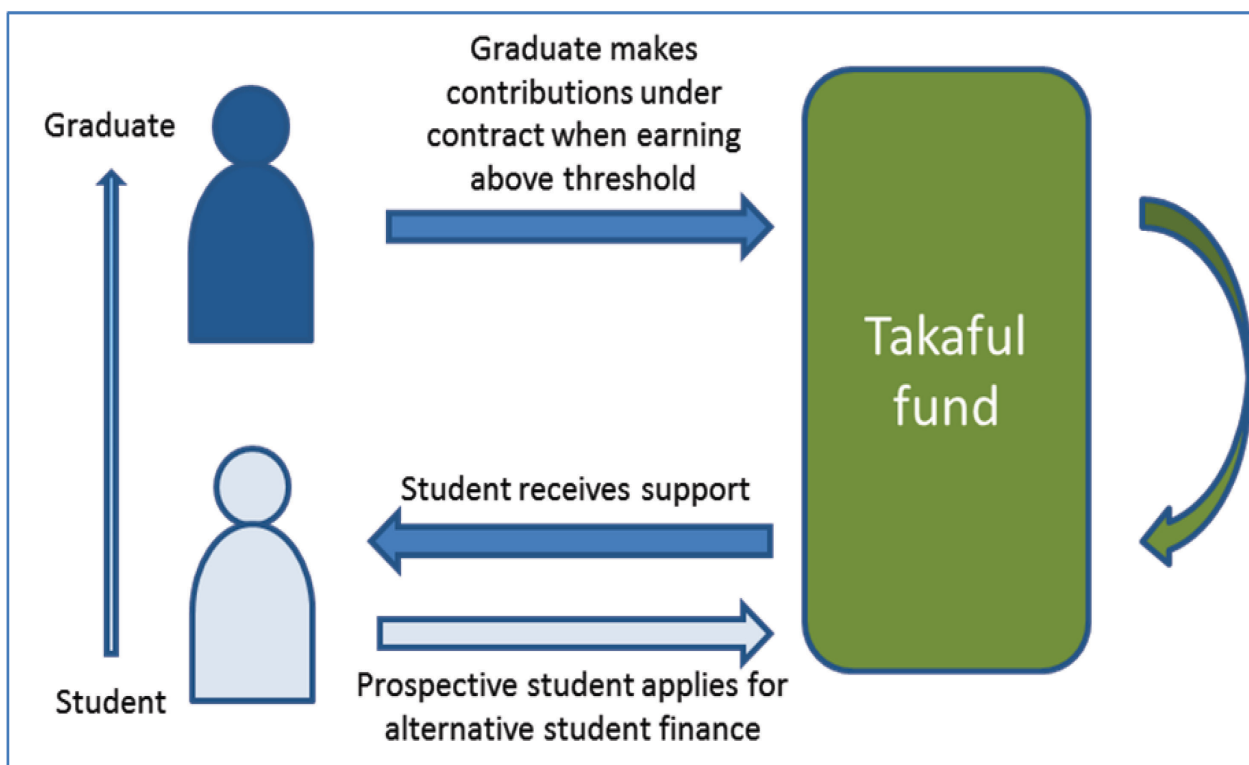 Graduate
Graduate makes
contributions under
contract when earning
above threshold
Takaful
fund
Student receives support
Student
Prospective student applies for
alternative student finance